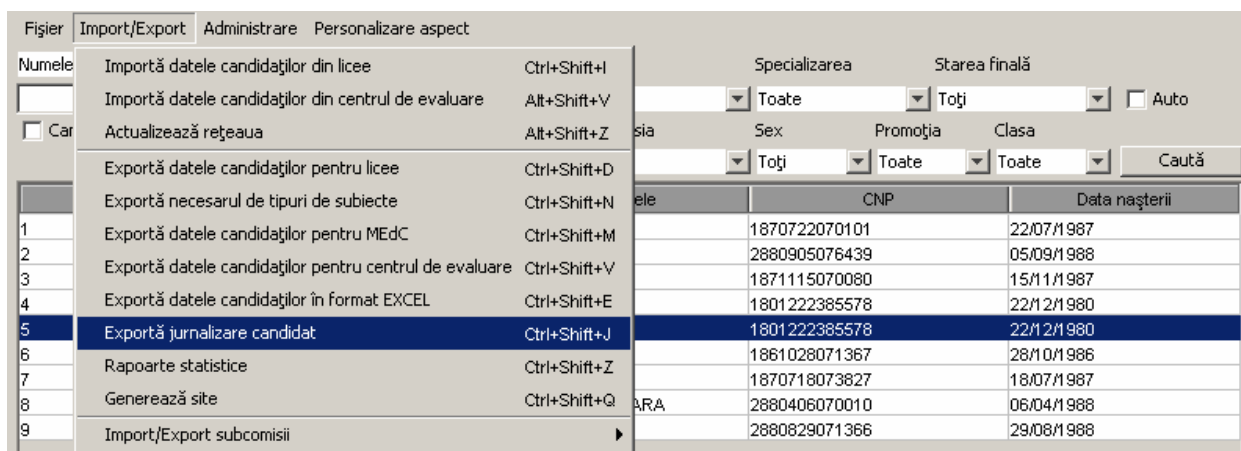 Fişier Import/Export Administrare Personalizare aspect
Numele Specializarea Starea finală
Importă datele candidaţilor din licee Ctrl+Shift+I
Toate Toţi Auto
Importă datele candidaţilor din centrul de evaluare Alt+Shift+V
Car sia Sex Promoţia Clasa
Actualizează reţeaua Alt+Shift+Z
Toţi Toate Toate Caută
Exportă datele candidaţilor pentru licee Ctrl+Shift+D
Exportă necesarul de tipuri de subiecte Ctrl+Shift+N
ele CNP Data naşterii
Exportă datele candidaţilor pentru MEdC Ctrl+Shift+M
1 1870722070101 22/07/1987
2 2880905076439 05/09/1988
Exportă datele candidaţilor pentru centrul de evaluare Ctrl+Shift+V
3 1871115070080 15/11/1987
Exportă datele candidaţilor în format EXCEL Ctrl+Shift+E
4 1801222385578 22/12/1980
Exportă jurnalizare candidat Ctrl+Shift+J
5 1801222385578 22/12/1980
6 1861028071367 28/10/1986
Rapoarte statistice Ctrl+Shift+Z
7 1870718073827 18/07/1987
Generează site Ctrl+Shift+Q
8 ARA 2880406070010 06/04/1988
9 2880829071366 29/08/1988
Import/Export subcomisii